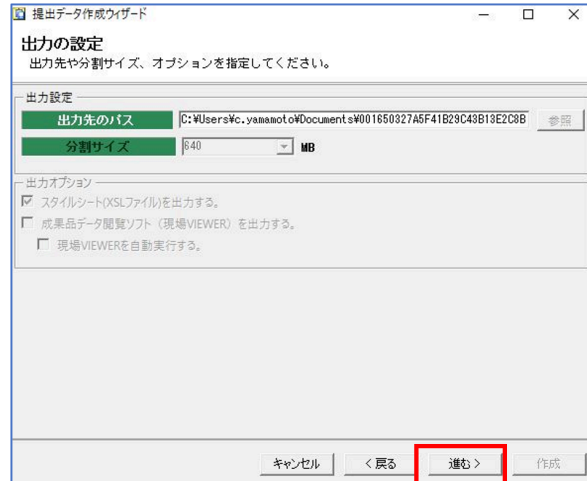 提出データ作成ウィザード
出力の設定
出力先や分割サイズ、オプションを指定してください。
出力設定
出力先のパス C:¥Users¥c.yamamoto¥Documents¥001650327A5F41B29C43B13E2C8B 参照
分割サイズ 640 MB
出力オプション
スタイルシート(XSLファイル)を出力する。
成果品データ閲覧ソフト（現場VIEWER）を出力する。
現場VIEWERを自動実行する。
キャンセル <戻る 進む> 作成